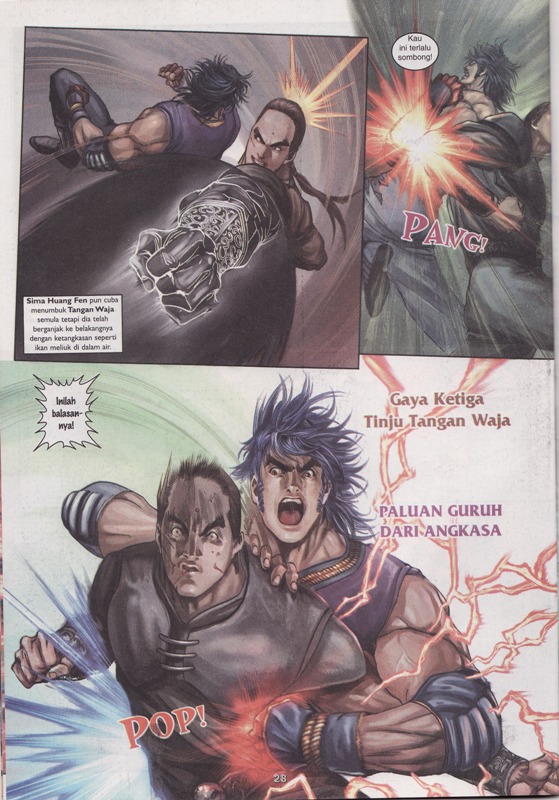 Kau
ini terlalu
sombong!
PANG!
Sima Huang Fen pun cuba
menumbuk Tangan Waja
semula tetapi dia telah
berganjak ke belakangnya
dengan ketangkasan seperti
ikan meliuk di dalam air.
Inilah
balasan-
nya!
Gaya Ketiga
Tinju Tangan Waja
PALUAN GURUH
DARI ANGKASA
POP!
28